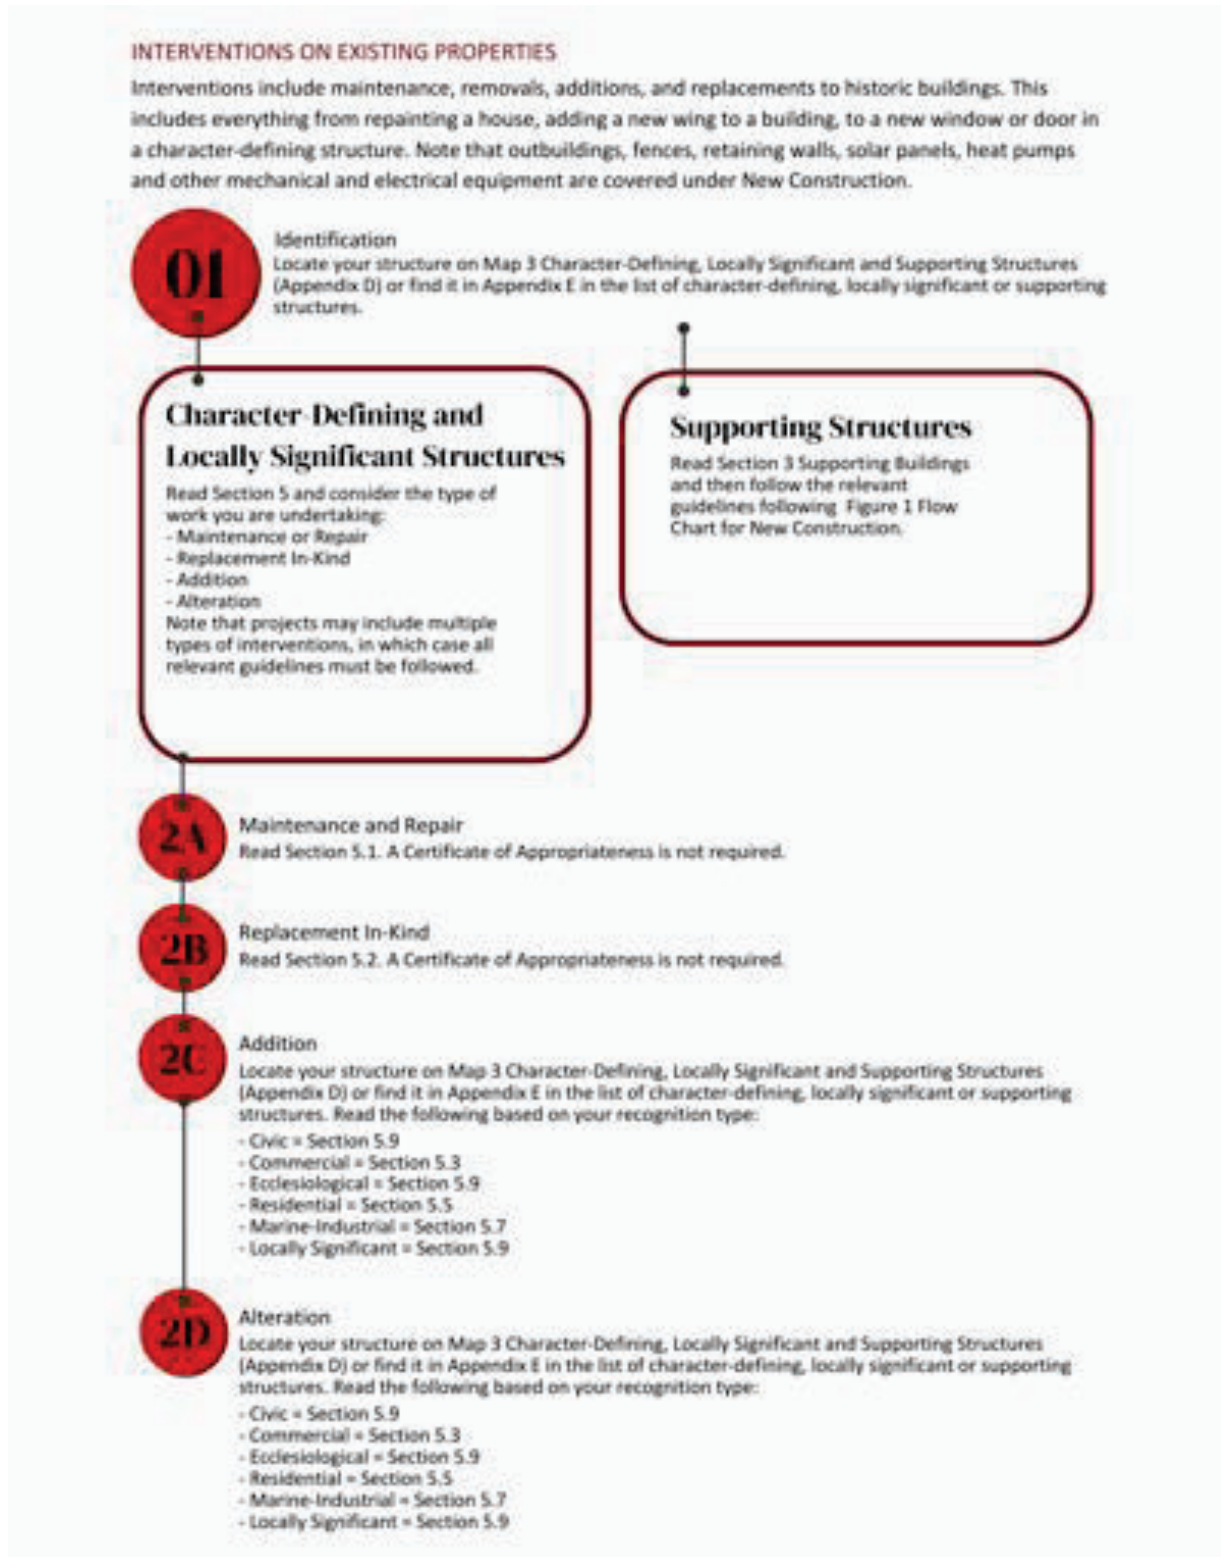 INTERVENTIONS ON EXISTING PROPERTIES
Interventions include maintenance, removals, additions, and replacements to historic buildings. This
includes everything from repainting a house, adding a new wing to a building, to a new window or door in
a character-defining structure. Note that outbuildings, fences, retaining walls, solar panels, heat pumps
and other mechanical and electrical equipment are covered under New Construction.
01
Identification
Locate your structure on Map 3 Character-Defining, Locally Significant and Supporting Structures
(Appendix D) or find it in Appendix E in the list of character-defining, locally significant or supporting
structures.
Character-Defining and
Locally Significant Structures
Read Section 5 and consider the type of
work you are undertaking:
- Maintenance or Repair
- Replacement In-Kind
- Addition
- Alteration
Note that projects may include multiple
types of interventions, in which case all
relevant guidelines must be followed.
Supporting Structures
Read Section 3 Supporting Buildings
and then follow the relevant
guidelines following Figure 1 Flow
Chart for New Construction.
2A
Maintenance and Repair
Read Section 5.1. A Certificate of Appropriateness is not required.
2B
Replacement In-Kind
Read Section 5.2. A Certificate of Appropriateness is not required.
2C
Addition
Locate your structure on Map 3 Character-Defining, Locally Significant and Supporting Structures
(Appendix D) or find it in Appendix E in the list of character-defining, locally significant or supporting
structures. Read the following based on your recognition type:
- Civic = Section 5.9
- Commercial = Section 5.3
- Ecclesiological = Section 5.9
- Residential = Section 5.5
- Marine-Industrial = Section 5.7
- Locally Significant = Section 5.9
2D
Alteration
Locate your structure on Map 3 Character-Defining, Locally Significant and Supporting Structures
(Appendix D) or find it in Appendix E in the list of character-defining, locally significant or supporting
structures. Read the following based on your recognition type:
- Civic = Section 5.9
- Commercial = Section 5.3
- Ecclesiological = Section 5.9
- Residential = Section 5.5
- Marine-Industrial = Section 5.7
- Locally Significant = Section 5.9